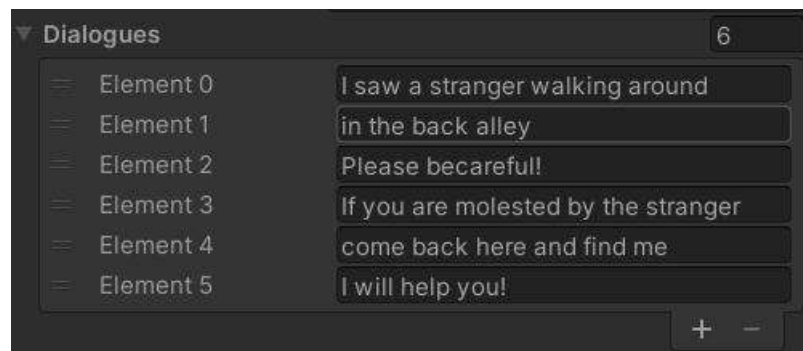 Dialogues 6
Element 0 I saw a stranger walking around
Element 1 in the back alley
Element 2 Please becareful!
Element 3 If you are molested by the stranger
Element 4 come back here and find me
Element 5 I will help you!
+ −